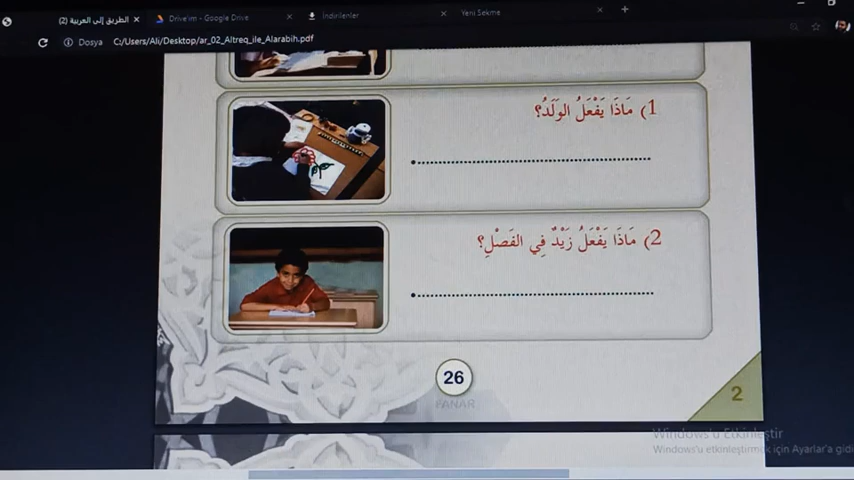 الطريق إلى العربية (2)
Drive'ım - Google Drive
İndirilenler
Yeni Sekme
Dosya
C:/Users/Ali/Desktop/ar_02_Altreq_ile_Alarabih.pdf
1) مَاذَا يَفْعَلُ الوَلَدُ؟
2) مَاذَا يَفْعَلُ زَيْدٌ فِي الفَصْلِ؟
26
FANAR
2
Windows'u Etkinleştir
Windows'u etkinleştirmek için Ayarlar'a gidi